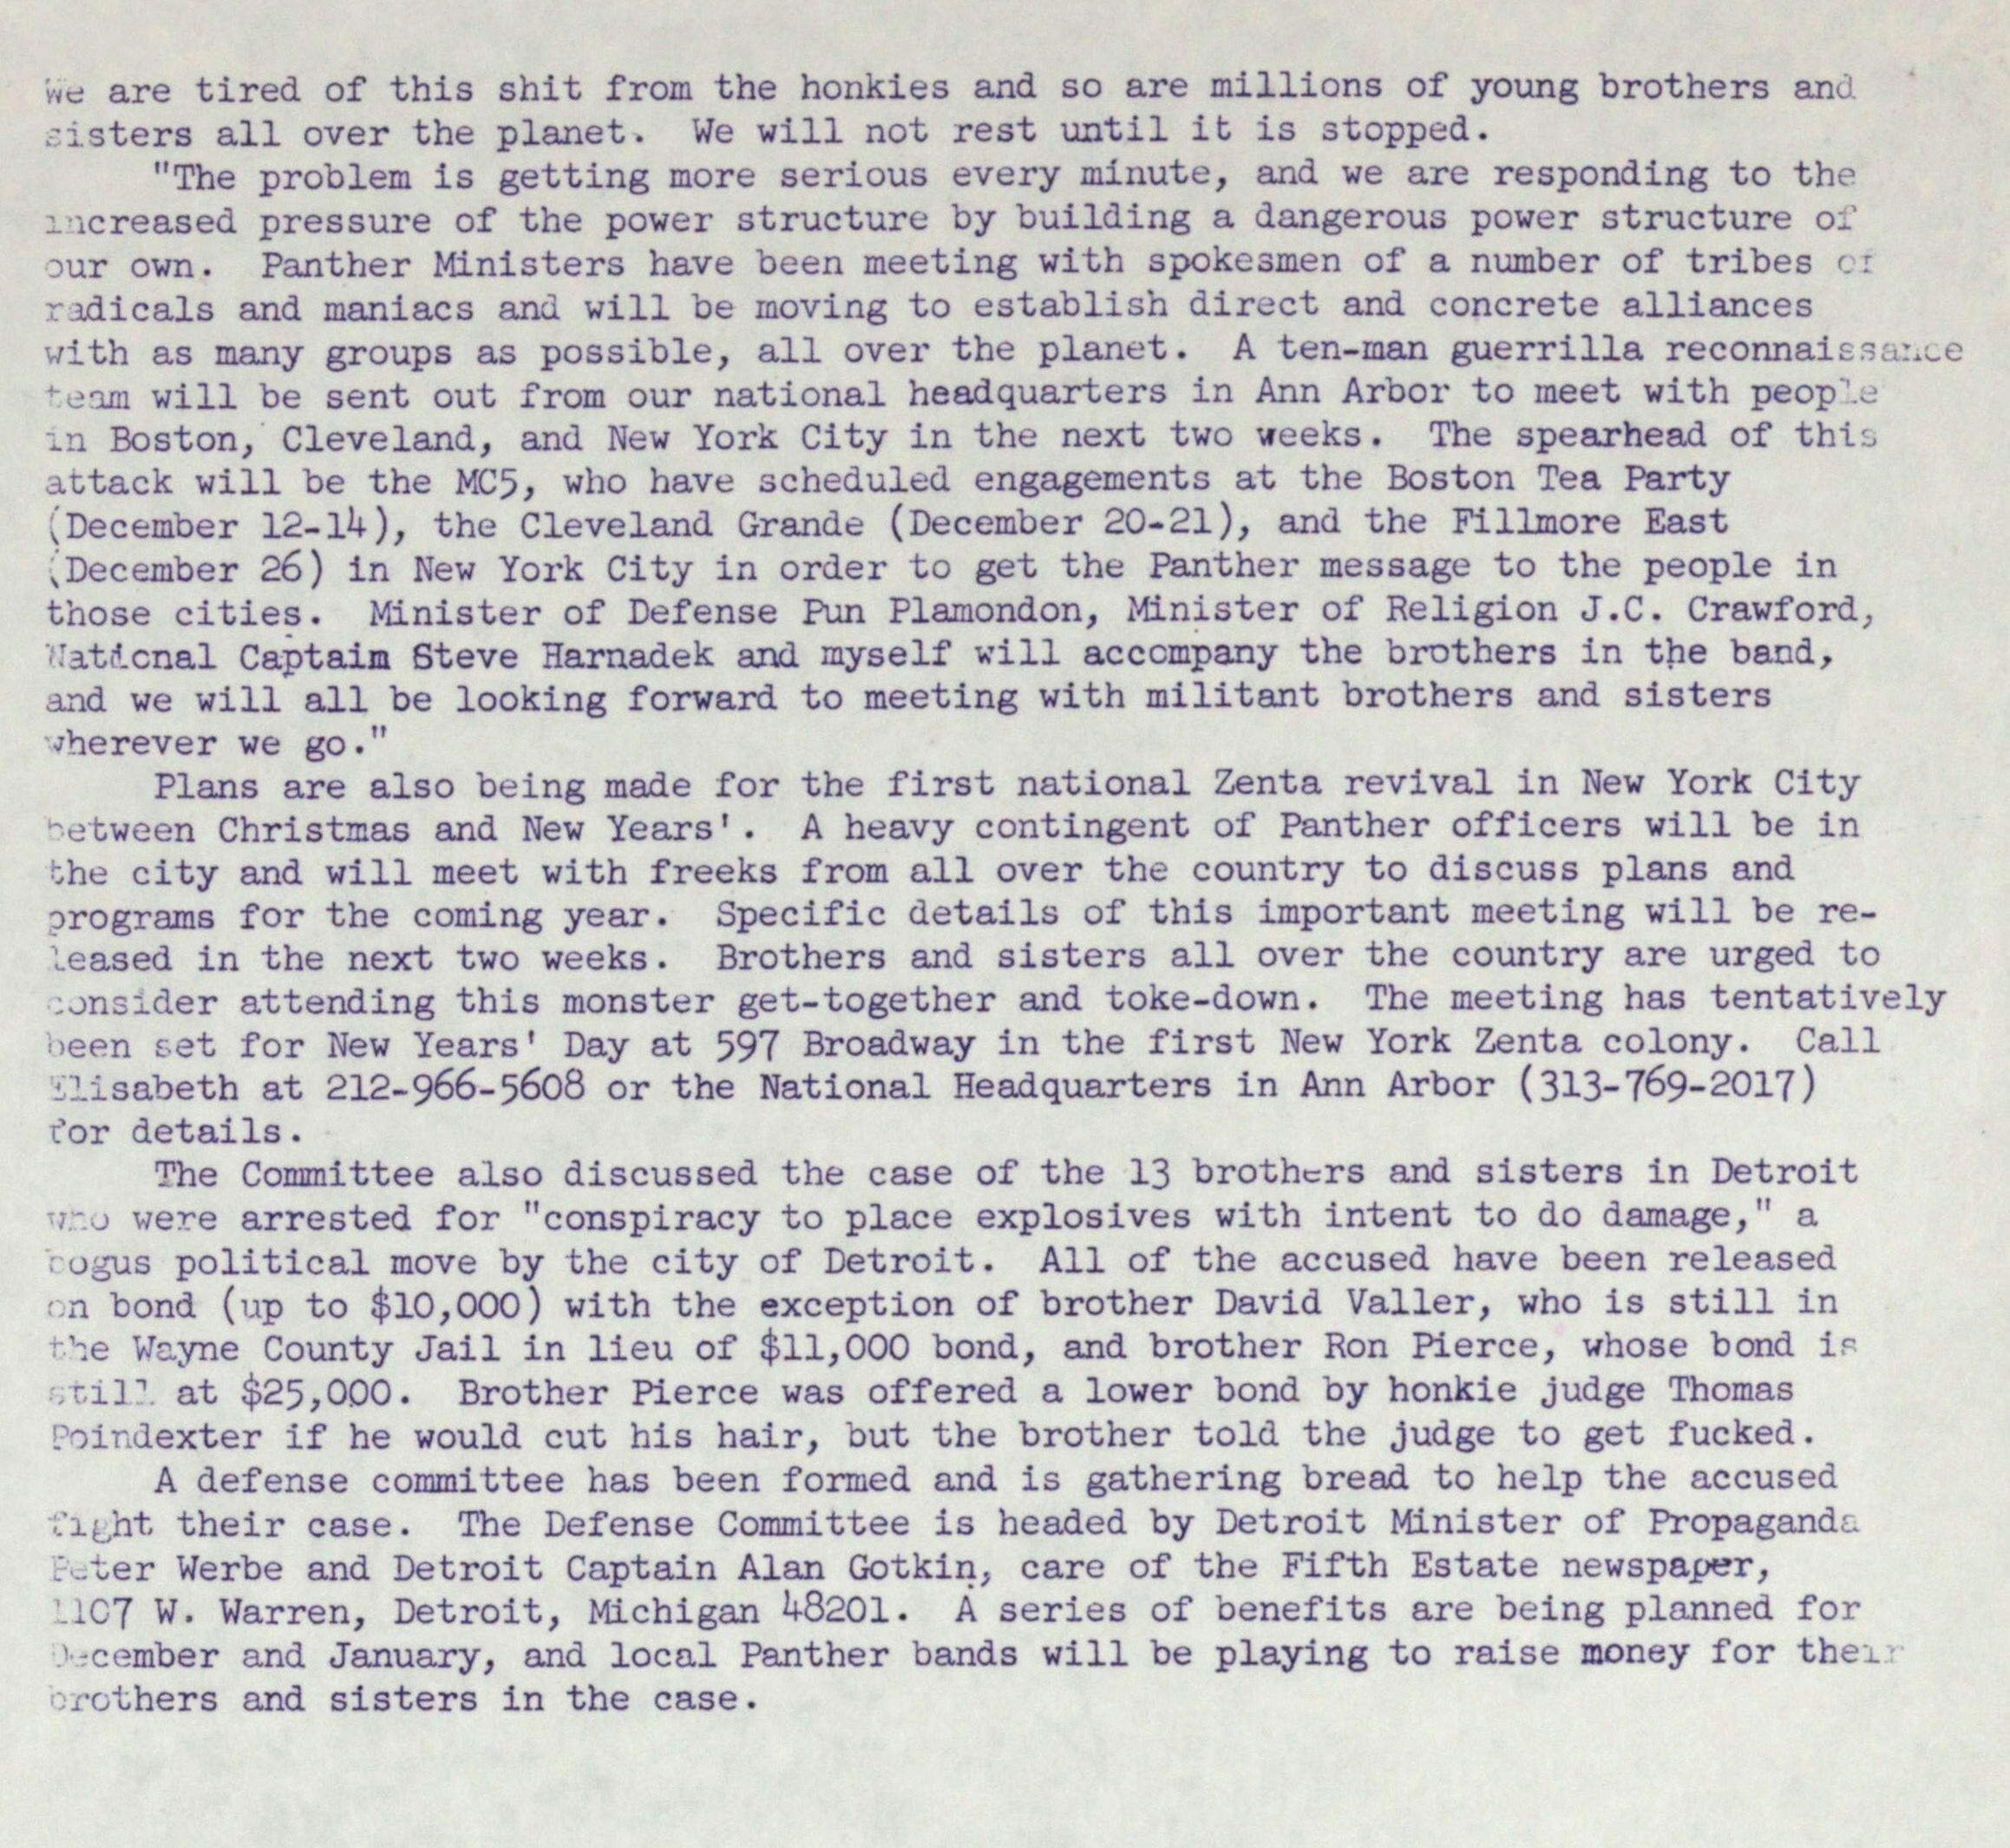 We are tired of this shit from the honkies and so are millions of young brothers and
sisters all over the planet.  We will not rest until it is stopped.
"The problem is getting more serious every minute, and we are responding to the
increased pressure of the power structure by building a dangerous power structure of
our own.  Panther Ministers have been meeting with spokesmen of a number of tribes of
radicals and maniacs and will be moving to establish direct and concrete alliances
with as many groups as possible, all over the planet.  A ten-man guerrilla reconnaissance
team will be sent out from our national headquarters in Ann Arbor to meet with people
in Boston, Cleveland, and New York City in the next two weeks.  The spearhead of this
attack will be the MC5, who have scheduled engagements at the Boston Tea Party
(December 12-14), the Cleveland Grande (December 20-21), and the Fillmore East
(December 26) in New York City in order to get the Panther message to the people in
those cities.  Minister of Defense Pun Plamondon, Minister of Religion J.C. Crawford,
National Captaim Steve Harnadek and myself will accompany the brothers in the band,
and we will all be looking forward to meeting with militant brothers and sisters
wherever we go."
Plans are also being made for the first national Zenta revival in New York City
between Christmas and New Years'.  A heavy contingent of Panther officers will be in
the city and will meet with freeks from all over the country to discuss plans and
programs for the coming year.  Specific details of this important meeting will be re-
leased in the next two weeks.  Brothers and sisters all over the country are urged to
consider attending this monster get-together and toke-down.  The meeting has tentatively
been set for New Years' Day at 597 Broadway in the first New York Zenta colony.  Call
Elisabeth at 212-966-5608 or the National Headquarters in Ann Arbor (313-769-2017)
for details.
The Committee also discussed the case of the 13 brothers and sisters in Detroit
who were arrested for "conspiracy to place explosives with intent to do damage," a
bogus political move by the city of Detroit.  All of the accused have been released
on bond (up to $10,000) with the exception of brother David Valler, who is still in
the Wayne County Jail in lieu of $11,000 bond, and brother Ron Pierce, whose bond is
still at $25,000.  Brother Pierce was offered a lower bond by honkie judge Thomas
Poindexter if he would cut his hair, but the brother told the judge to get fucked.
A defense committee has been formed and is gathering bread to help the accused
fight their case.  The Defense Committee is headed by Detroit Minister of Propaganda
Peter Werbe and Detroit Captain Alan Gotkin, care of the Fifth Estate newspaper,
1107 W. Warren, Detroit, Michigan 48201.  A series of benefits are being planned for
December and January, and local Panther bands will be playing to raise money for their
brothers and sisters in the case.